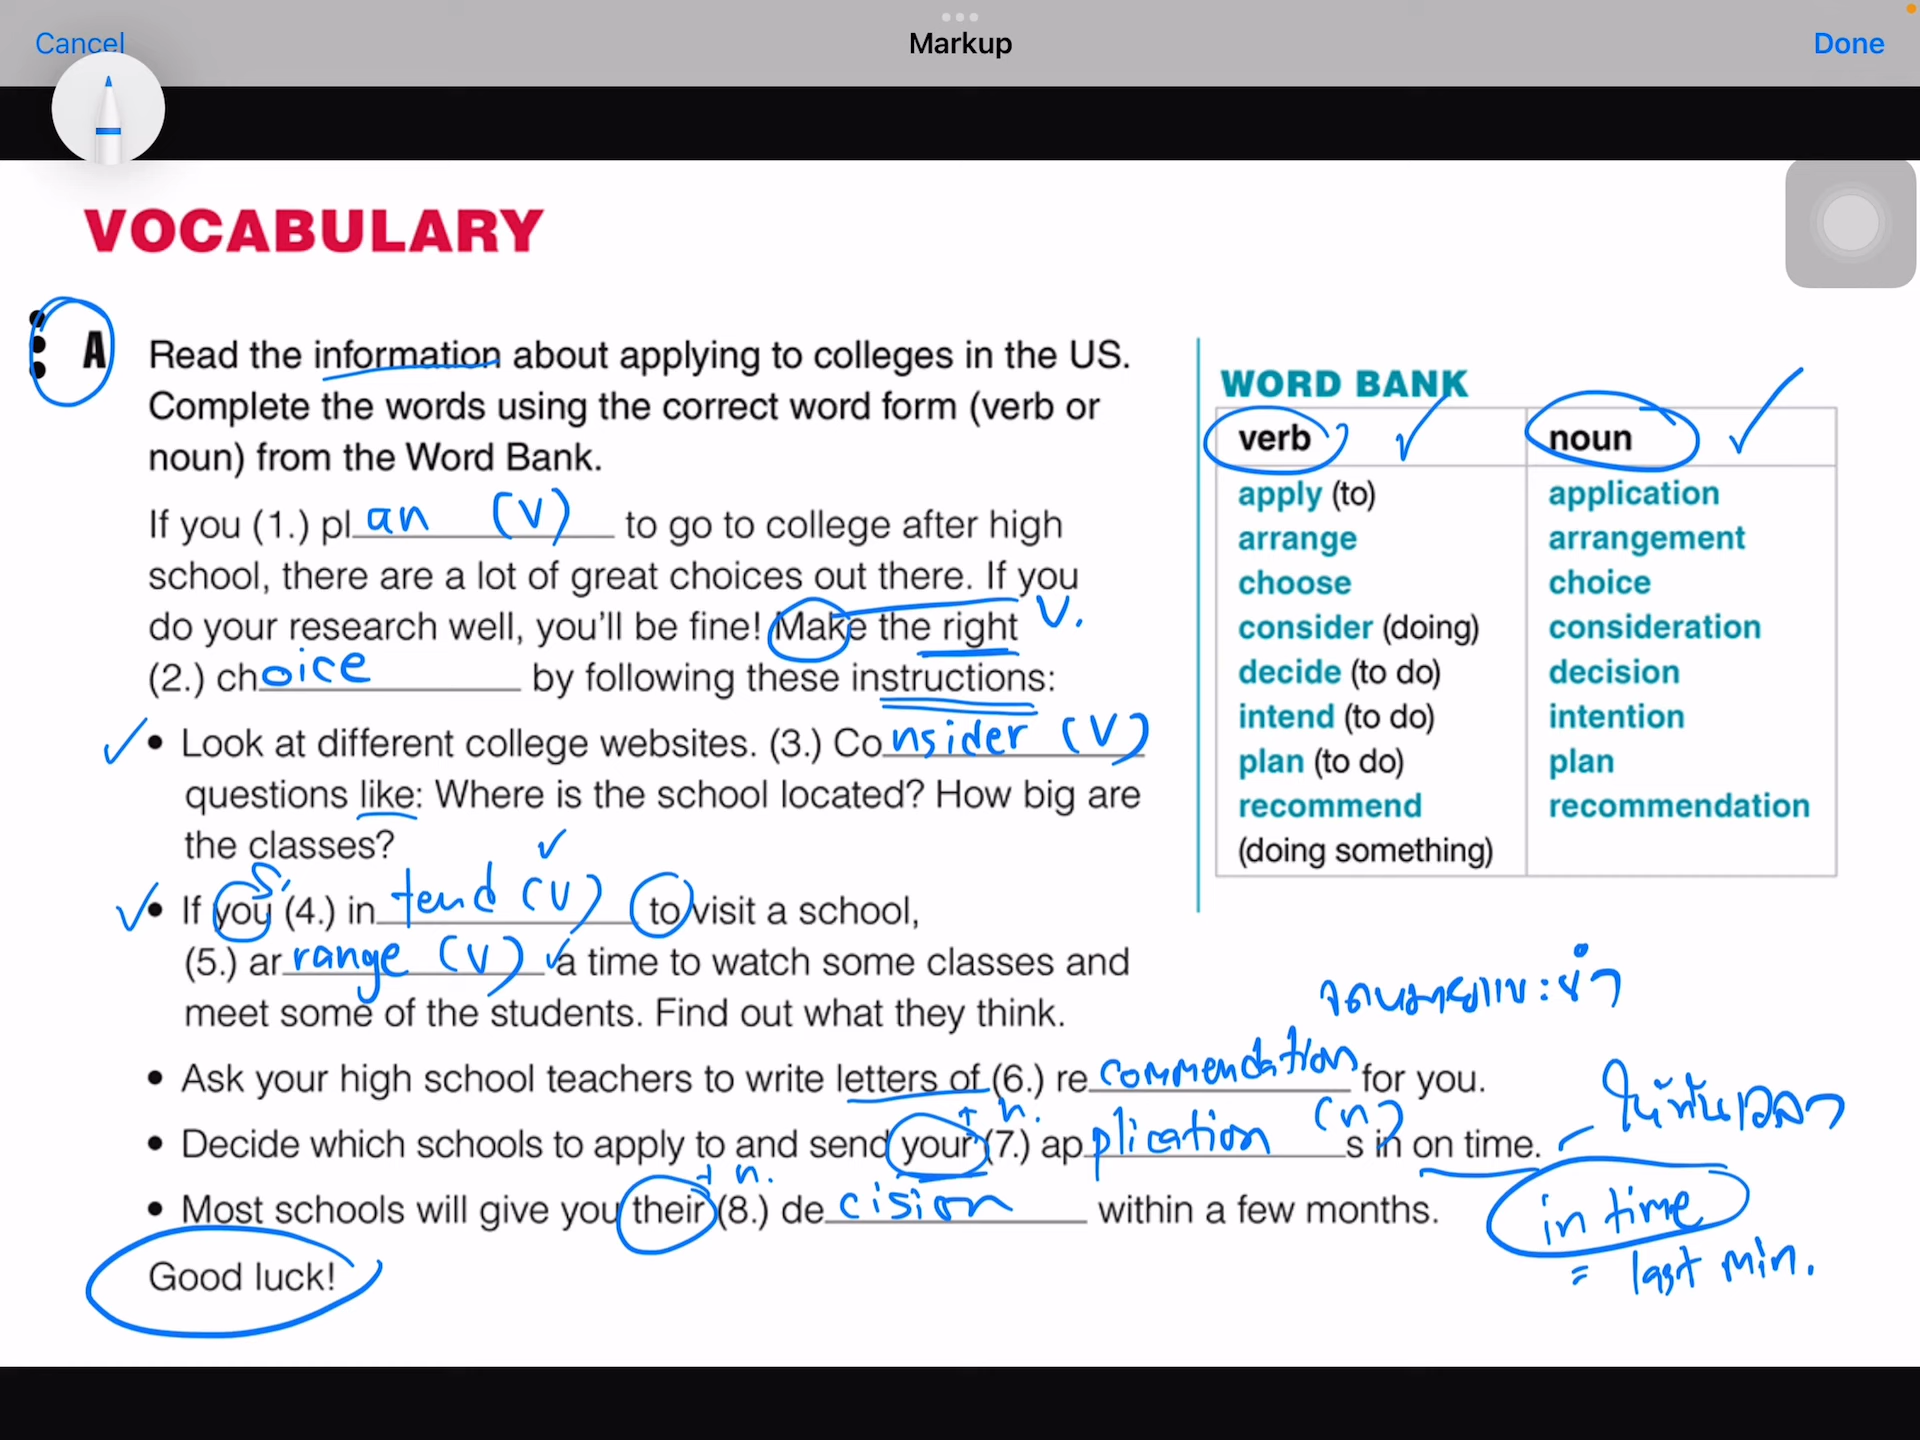 Cancel
Markup
Done
VOCABULARY
A Read the information about applying to colleges in the US.
Complete the words using the correct word form (verb or
noun) from the Word Bank.
If you (1.) plan (V) to go to college after high
school, there are a lot of great choices out there. If you
do your research well, you'll be fine! Make the right V.
(2.) choice by following these instructions:
• Look at different college websites. (3.) Consider (V)
questions like: Where is the school located? How big are
the classes?
S.
• If you (4.) intend (V) to visit a school,
(5.) arrange (V) a time to watch some classes and
meet some of the students. Find out what they think.
• Ask your high school teachers to write letters of (6.) recommendation for you.
+ n. (n)
• Decide which schools to apply to and send your (7.) applications in on time.
+ n.
• Most schools will give you their (8.) decision within a few months.
Good luck!
WORD BANK
verb noun
apply (to) application
arrange arrangement
choose choice
consider (doing) consideration
decide (to do) decision
intend (to do) intention
plan (to do) plan
recommend recommendation
(doing something)
ให้ทันเวลา
in time
= last min.